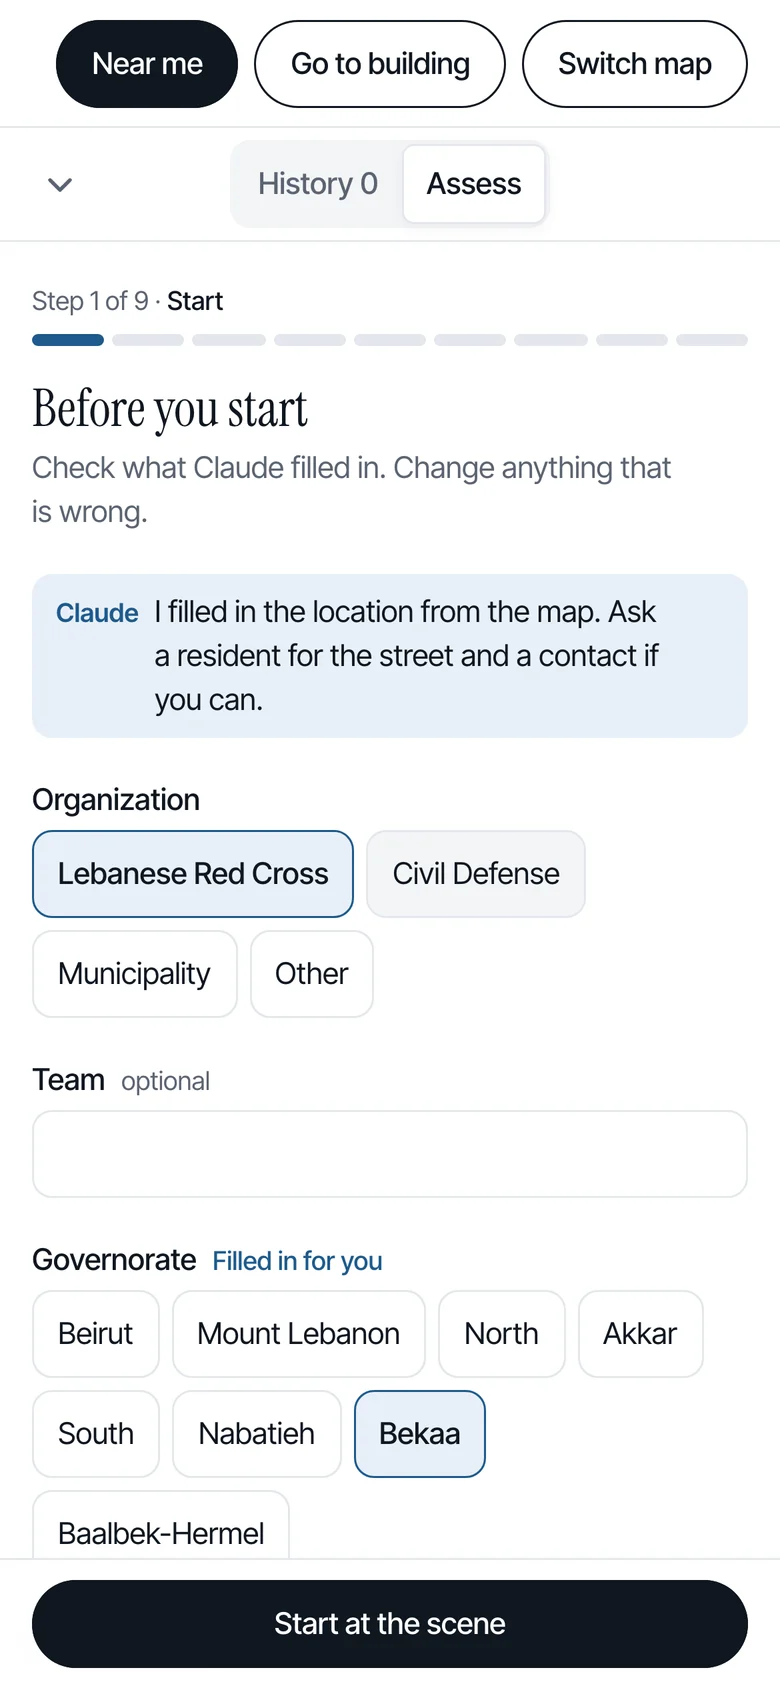 Near me
Go to building
Switch map
History 0
Assess
Step 1 of 9 · Start
Before you start
Check what Claude filled in. Change anything that
is wrong.
Claude I filled in the location from the map. Ask
a resident for the street and a contact if
you can.
Organization
Lebanese Red Cross
Civil Defense
Municipality
Other
Team optional
Governorate Filled in for you
Beirut
Mount Lebanon
North
Akkar
South
Nabatieh
Bekaa
Baalbek-Hermel
Start at the scene